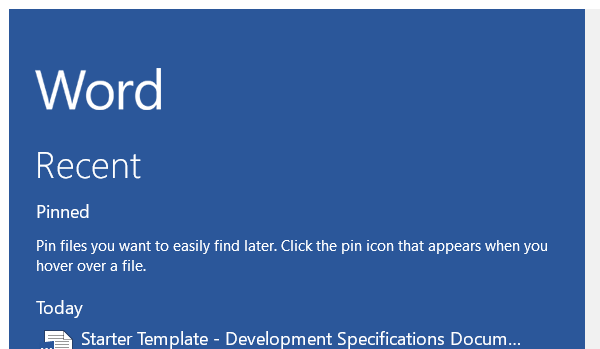 Word
Recent
Pinned
Pin files you want to easily find later. Click the pin icon that appears when you
hover over a file.
Today
Starter Template - Development Specifications Docum...